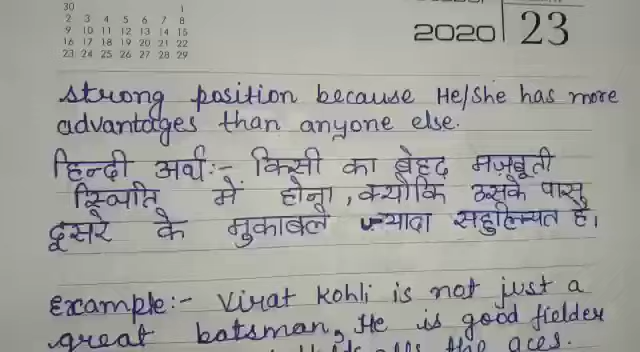 30 1
2 3 4 5 6 7 8
9 10 11 12 13 14 15
16 17 18 19 20 21 22
23 24 25 26 27 28 29
2020 23
strong position because He/She has more
advantages than anyone else.
हिन्दी अर्थ:- किसी का बेहद मज़बूती
स्थिति में होना, क्योंकि उसके पास
दूसरे के मुकाबले ज्यादा सहुलियत है।
Example:- Virat Kohli is not just a
great batsman, He is good fielder
the aces.